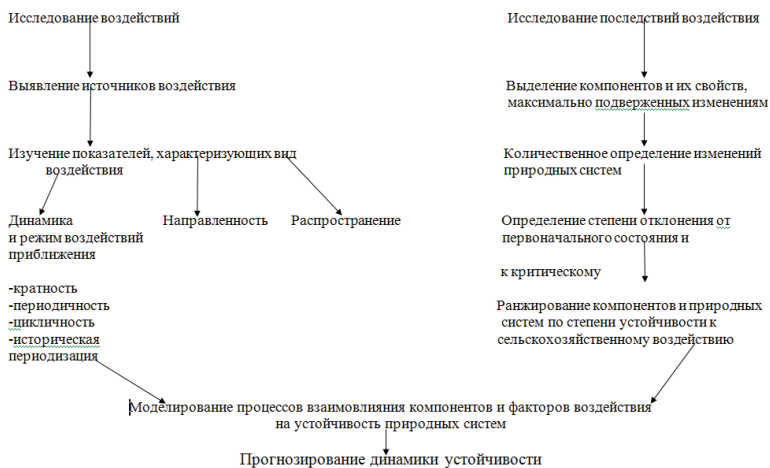 Исследование воздействий
Исследование последствий воздействия
Выявление источников воздействия
Выделение компонентов и их свойств,
максимально подверженных изменениям
Изучение показателей, характеризующих вид
воздействия
Количественное определение изменений
природных систем
Динамика
и режим воздействий
приближения
-кратность
-периодичность
-цикличность
-историческая
периодизация
Направленность
Распространение
Определение степени отклонения от
первоначального состояния и
к критическому
Ранжирование компонентов и природных
систем по степени устойчивости к
сельскохозяйственному воздействию
Моделирование процессов взаимовлияния компонентов и факторов воздействия
на устойчивость природных систем
Прогнозирование динамики устойчивости